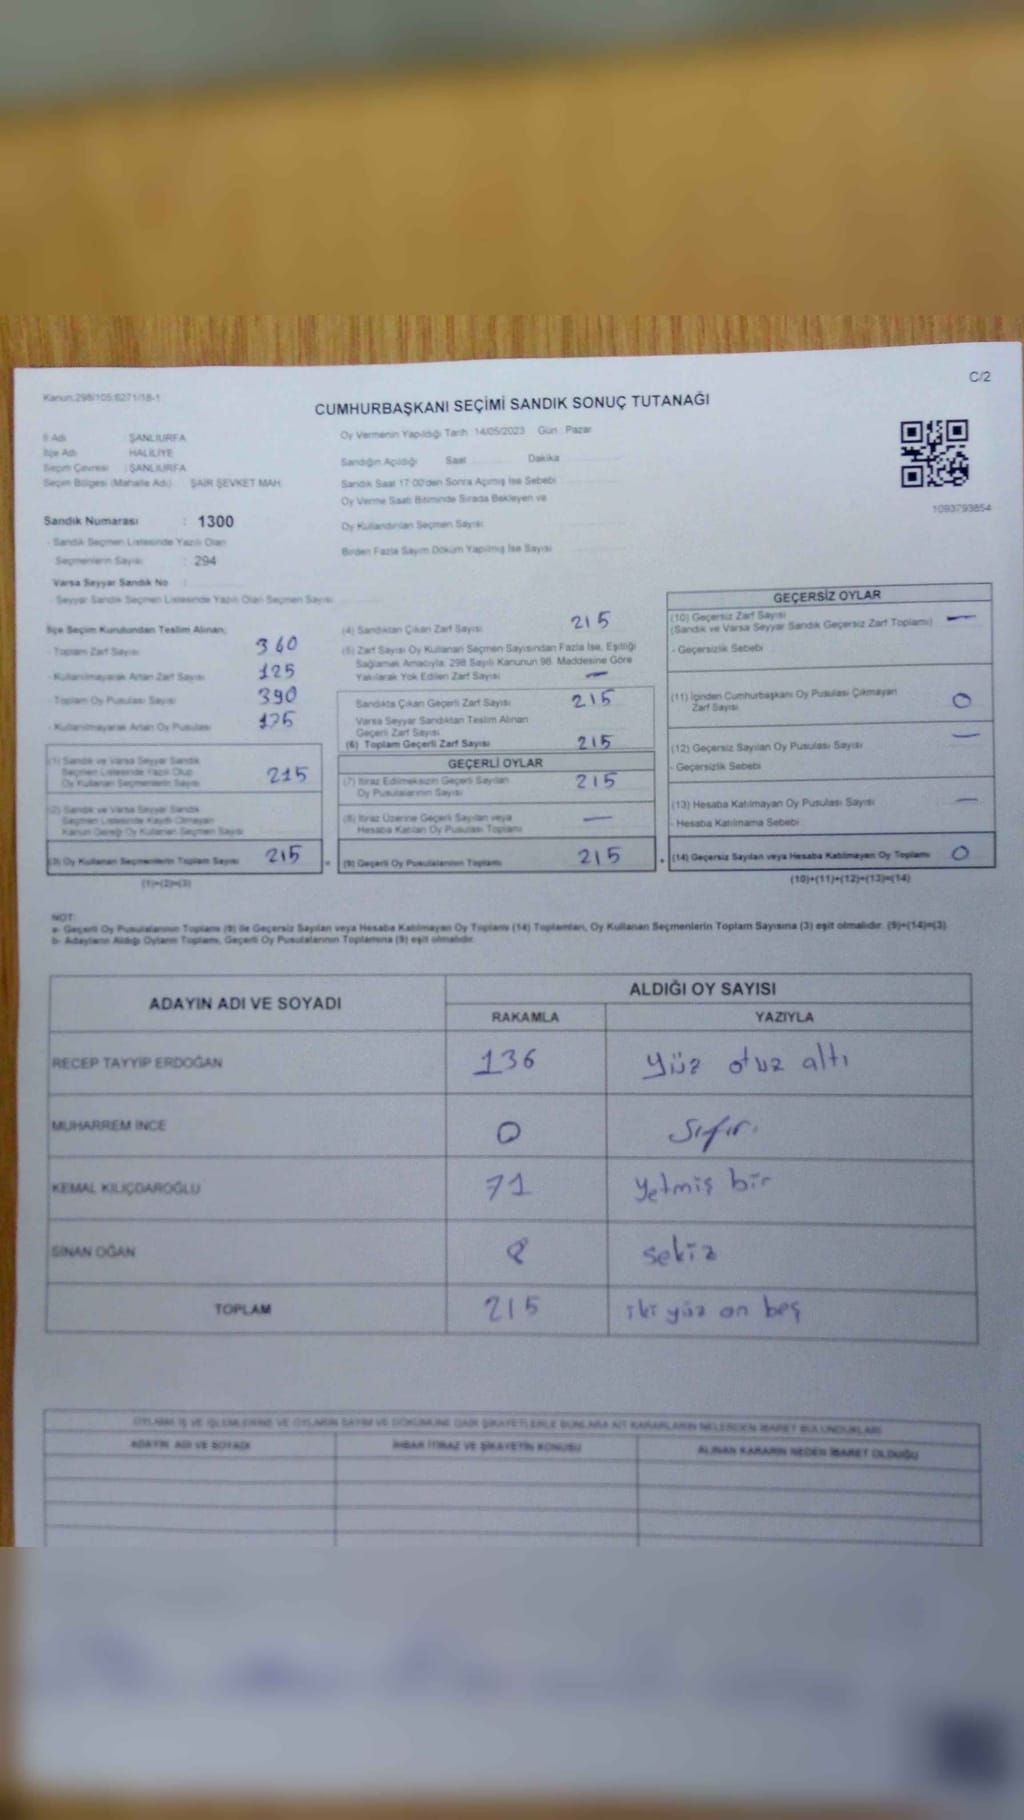 C/2
Kanun:298/105;6271/18-1
CUMHURBAŞKANI SEÇİMİ SANDIK SONUÇ TUTANAĞI
İl Adı : ŞANLIURFA
İlçe Adı : HALİLİYE
Seçim Çevresi : ŞANLIURFA
Seçim Bölgesi (Mahalle Adı) : ŞAİR ŞEVKET MAH.
Sandık Numarası : 1300
- Sandık Seçmen Listesinde Yazılı Olan
Seçmenlerin Sayısı : 294
Varsa Seyyar Sandık No :
- Seyyar Sandık Seçmen Listesinde Yazılı Olan Seçmen Sayısı
Oy Vermenin Yapıldığı Tarih : 14/05/2023 Gün : Pazar
Sandığın Açıldığı Saat Dakika
Sandık Saat 17:00'den Sonra Açılmış İse Sebebi
Oy Verme Saati Bitiminde Sırada Bekleyen ve
Oy Kullandırılan Seçmen Sayısı
Birden Fazla Sayım Döküm Yapılmış İse Sayısı
1093793854
İlçe Seçim Kurulundan Teslim Alınan;
- Toplam Zarf Sayısı 360
- Kullanılmayarak Artan Zarf Sayısı 125
- Toplam Oy Pusulası Sayısı 390
- Kullanılmayarak Artan Oy Pusulası 175
(1) Sandık ve Varsa Seyyar Sandık
Seçmen Listesinde Yazılı Olup
Oy Kullanan Seçmenlerin Sayısı 215
(2) Sandık ve Varsa Seyyar Sandık
Seçmen Listesinde Kayıtlı Olmayan
Kanun Gereği Oy Kullanan Seçmen Sayısı
(3) Oy Kullanan Seçmenlerin Toplam Sayısı 215
(1)+(2)=(3)
(4) Sandıktan Çıkan Zarf Sayısı 215
(5) Zarf Sayısı Oy Kullanan Seçmen Sayısından Fazla İse, Eşitliği
Sağlamak Amacıyla, 298 Sayılı Kanunun 98. Maddesine Göre
Yakılarak Yok Edilen Zarf Sayısı —
Sandıkta Çıkan Geçerli Zarf Sayısı 215
Varsa Seyyar Sandıktan Teslim Alınan
Geçerli Zarf Sayısı
(6) Toplam Geçerli Zarf Sayısı 215
GEÇERLİ OYLAR
(7) İtiraz Edilmeksizin Geçerli Sayılan
Oy Pusulalarının Sayısı 215
(8) İtiraz Üzerine Geçerli Sayılan veya
Hesaba Katılan Oy Pusulası Toplamı —
(9) Geçerli Oy Pusulalarının Toplamı 215
GEÇERSİZ OYLAR
(10) Geçersiz Zarf Sayısı
(Sandık ve Varsa Seyyar Sandık Geçersiz Zarf Toplamı) —
- Geçersizlik Sebebi
(11) İçinden Cumhurbaşkanı Oy Pusulası Çıkmayan
Zarf Sayısı 0
(12) Geçersiz Sayılan Oy Pusulası Sayısı —
- Geçersizlik Sebebi
(13) Hesaba Katılmayan Oy Pusulası Sayısı —
- Hesaba Katılmama Sebebi
(14) Geçersiz Sayılan veya Hesaba Katılmayan Oy Toplamı 0
(10)+(11)+(12)+(13)=(14)
NOT:
a- Geçerli Oy Pusulalarının Toplamı (9) ile Geçersiz Sayılan veya Hesaba Katılmayan Oy Toplamı (14) Toplamları, Oy Kullanan Seçmenlerin Toplam Sayısına (3) eşit olmalıdır. (9)+(14)=(3)
b- Adayların Aldığı Oyların Toplamı, Geçerli Oy Pusulalarının Toplamına (9) eşit olmalıdır.
ADAYIN ADI VE SOYADI ALDIĞI OY SAYISI
RAKAMLA YAZIYLA
RECEP TAYYİP ERDOĞAN 136 yüz otuz altı
MUHARREM İNCE 0 Sıfır.
KEMAL KILIÇDAROĞLU 71 yetmiş bir
SİNAN OĞAN 8 sekiz
TOPLAM 215 iki yüz on beş
OYLAMA İŞ VE İŞLEMLERİNE VE OYLARIN SAYIM VE DÖKÜMÜNE DAİR ŞİKAYETLERLE BUNLARA AİT KARARLARIN NELERDEN İBARET BULUNDUKLARI
ADAYIN ADI VE SOYADI İHBAR İTİRAZ VE ŞİKAYETİN KONUSU ALINAN KARARIN NEDEN İBARET OLDUĞU